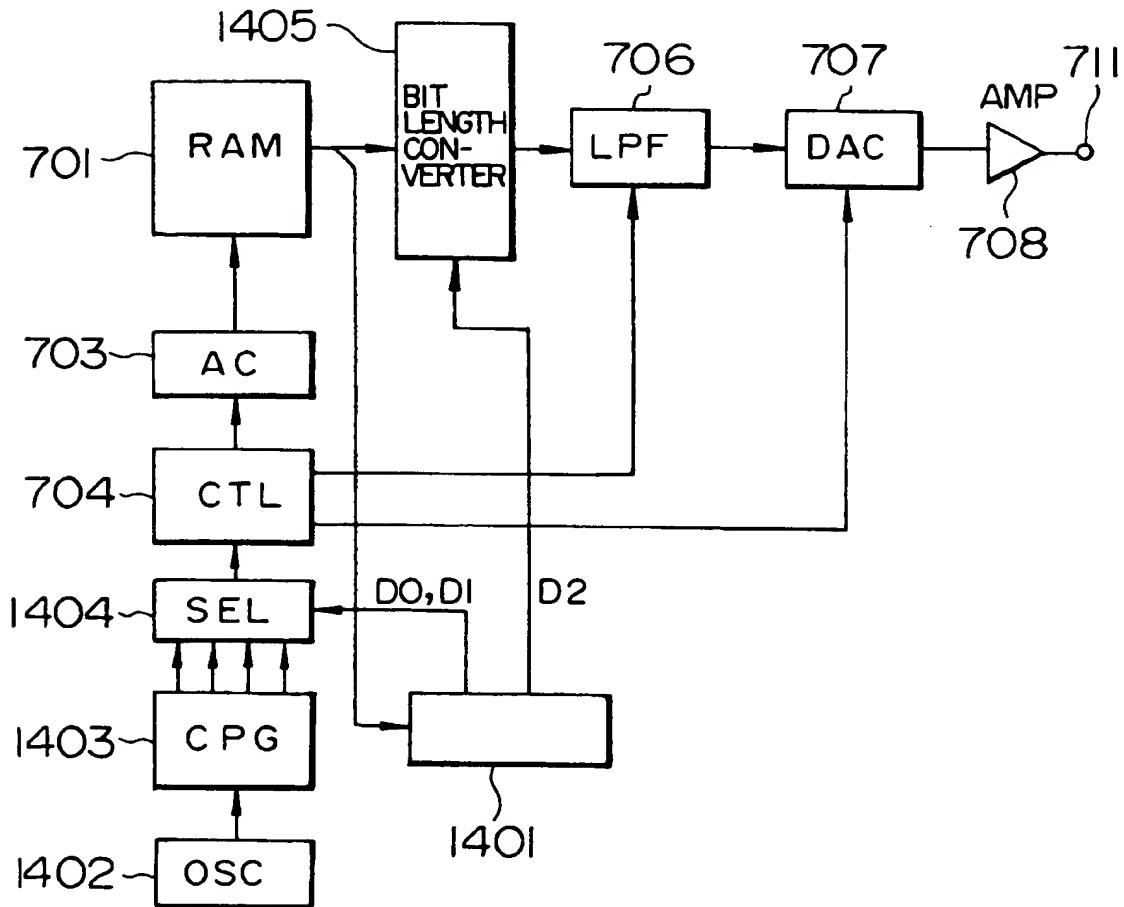 1405
706
707
711
BIT
LENGTH
CON-
VERTER
AMP
701
RAM
LPF
DAC
708
703
AC
704
CTL
D0, D1
D2
1404
SEL
1403
CPG
1401
1402
OSC